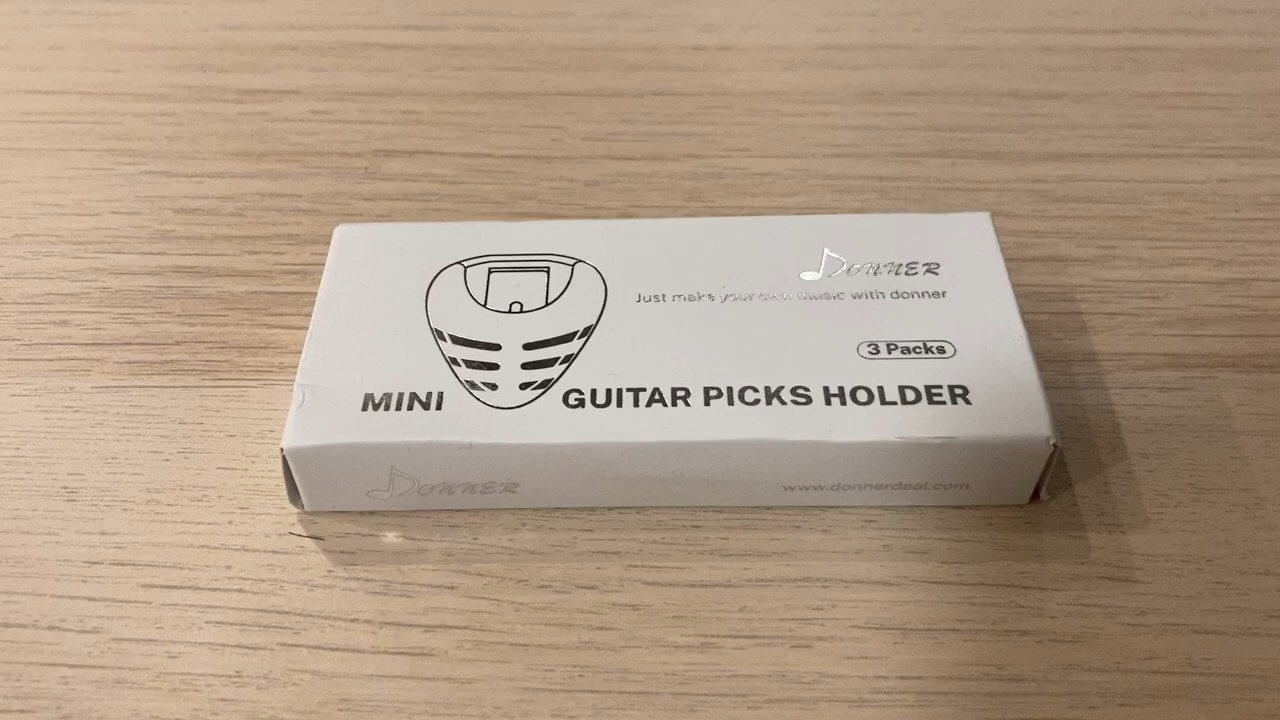 DONNER
Just make your own music with donner
3 Packs
MINI GUITAR PICKS HOLDER
DONNER
www.donnerdeal.com